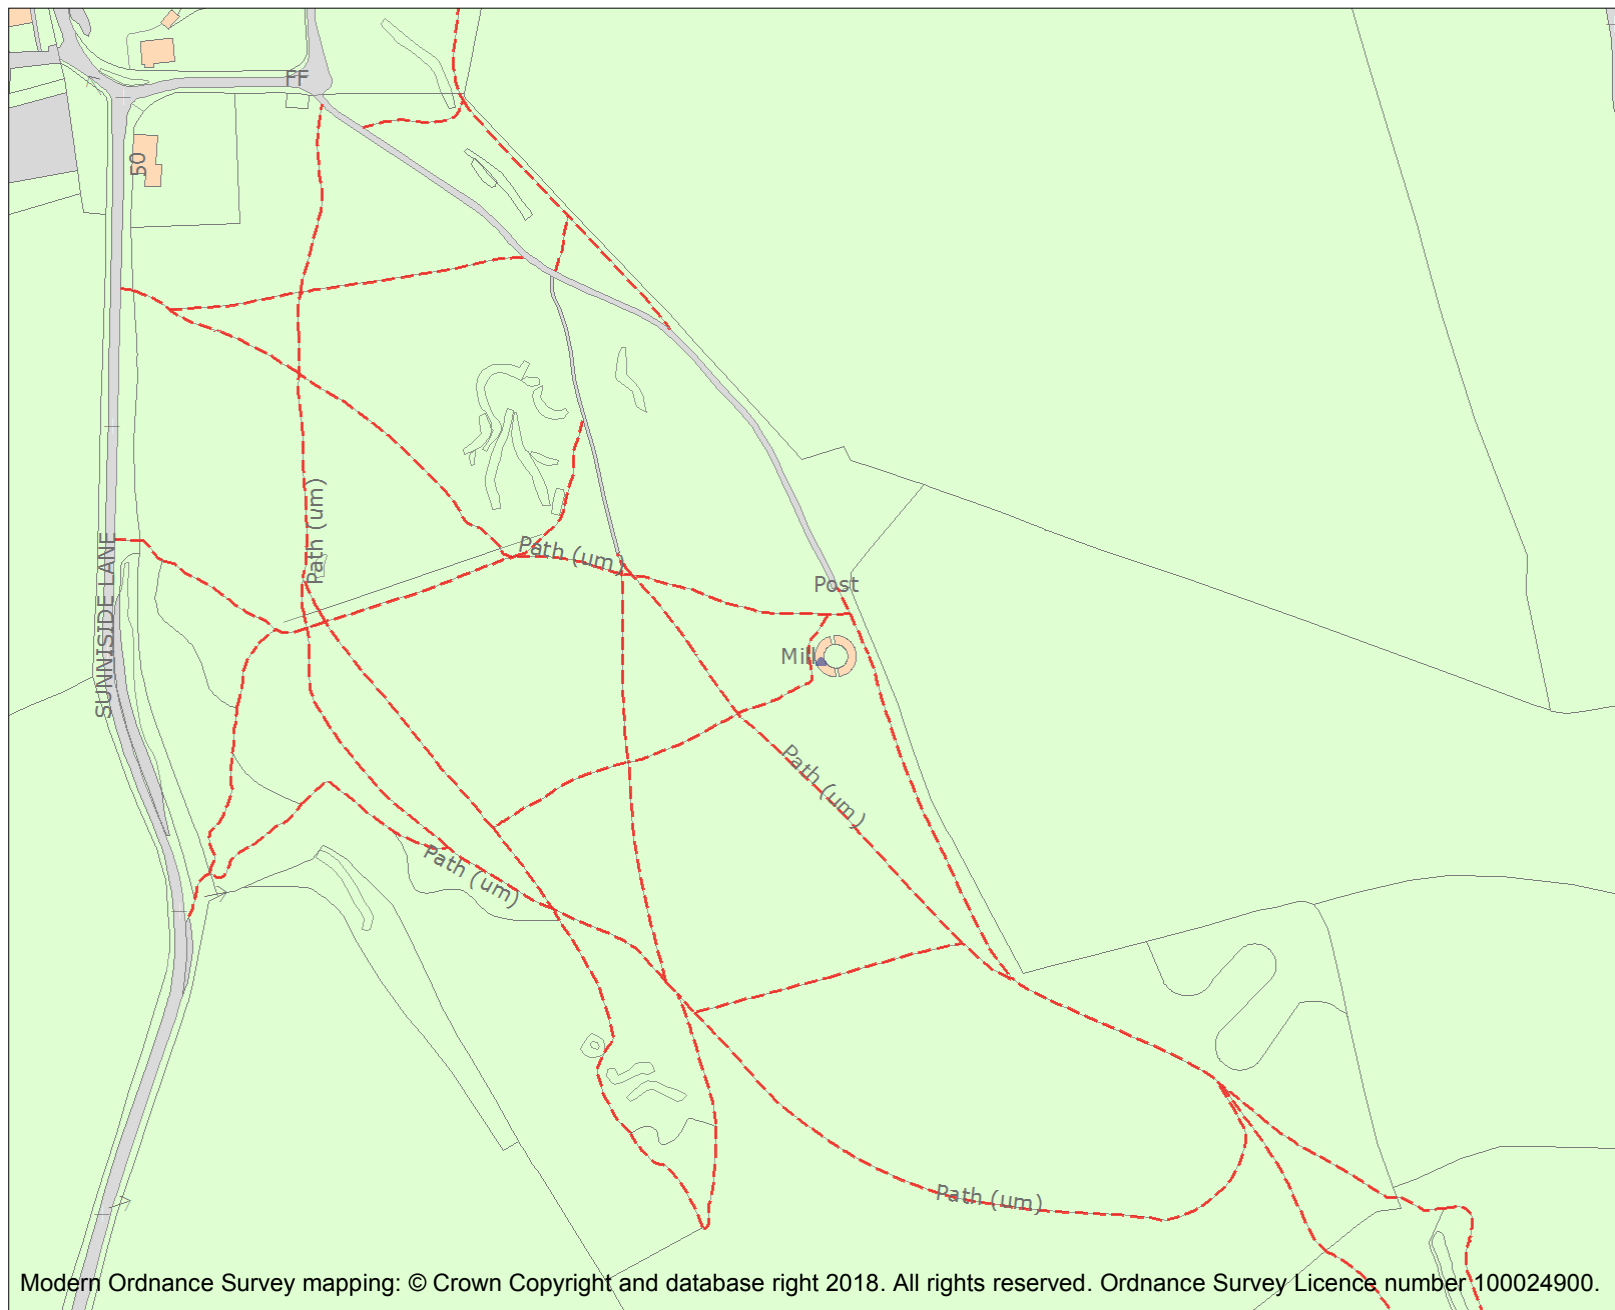 FF
50
Path (um)
SUNNISIDE LANE
Path (um)
Post
Mill
Path (um)
Path (um)
Path (um)
Modern Ordnance Survey mapping: © Crown Copyright and database right 2018. All rights reserved. Ordnance Survey Licence number 100024900.